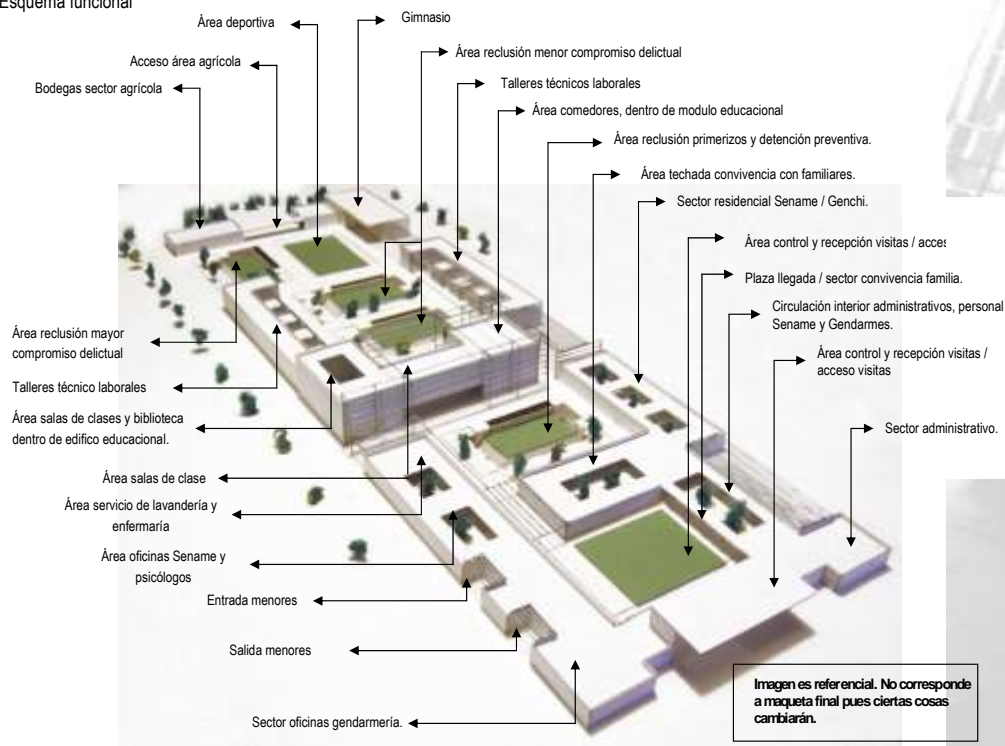 Esquema funcional
Gimnasio
Área deportiva
Área reclusión menor compromiso delictual
Acceso área agrícola
Talleres técnicos laborales
Bodegas sector agrícola
Área comedores, dentro de modulo educacional
Área reclusión primerizos y detención preventiva.
Área techada convivencia con familiares.
Sector residencial Sename / Genchi.
Área control y recepción visitas / acces
Plaza llegada / sector convivencia familia.
Circulación interior administrativos, personal
Sename y Gendarmes.
Área control y recepción visitas /
acceso visitas
Sector administrativo.
Área reclusión mayor
compromiso delictual
Talleres técnico laborales
Área salas de clases y biblioteca
dentro de edifico educacional.
Área salas de clase
Área servicio de lavandería y
enfermaría
Área oficinas Sename y
psicólogos
Entrada menores
Salida menores
Sector oficinas gendarmería.
Imagen es referencial. No corresponde
a maqueta final pues ciertas cosas
cambiarán.